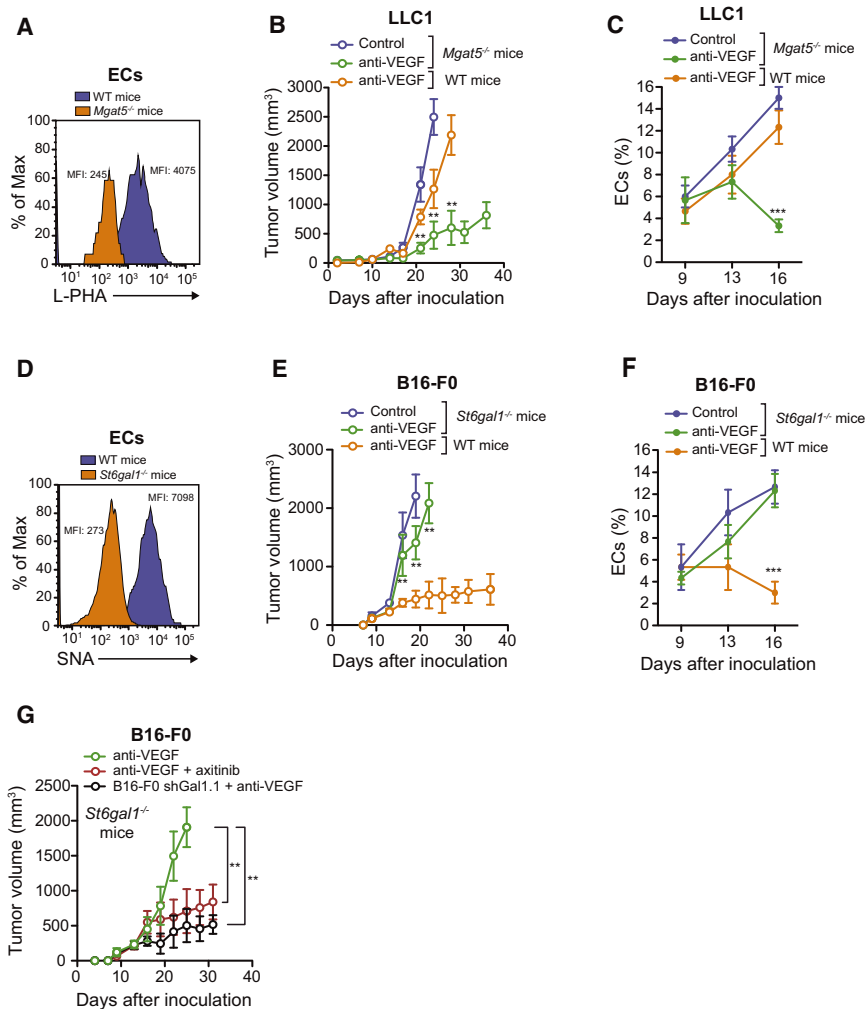 A
ECs
WT mice
Mgat5-/- mice
% of Max
100
80
60
40
20
0
MFI: 245
MFI: 4075
10¹ 10² 10³ 10⁴ 10⁵
L-PHA
B
LLC1
Control
anti-VEGF
Mgat5-/- mice
anti-VEGF
WT mice
Tumor volume (mm³)
3000
2500
2000
1500
1000
500
0
**
**
**
0 10 20 30 40
Days after inoculation
C
LLC1
Control
anti-VEGF
Mgat5-/- mice
anti-VEGF
WT mice
ECs (%)
16
14
12
10
8
6
4
2
0
***
9 13 16
Days after inoculation
D
ECs
WT mice
St6gal1-/- mice
% of Max
100
80
60
40
20
0
MFI: 273
MFI: 7098
10¹ 10² 10³ 10⁴ 10⁵
SNA
E
B16-F0
Control
anti-VEGF
St6gal1-/- mice
anti-VEGF
WT mice
Tumor volume (mm³)
3000
2000
1000
0
**
**
**
0 10 20 30 40
Days after inoculation
F
B16-F0
Control
anti-VEGF
St6gal1-/- mice
anti-VEGF
WT mice
ECs (%)
16
14
12
10
8
6
4
2
0
***
9 13 16
Days after inoculation
G
B16-F0
anti-VEGF
anti-VEGF + axitinib
B16-F0 shGal1.1 + anti-VEGF
St6gal1-/-
mice
Tumor volume (mm³)
2500
2000
1500
1000
500
0
**
**
0 10 20 30 40
Days after inoculation